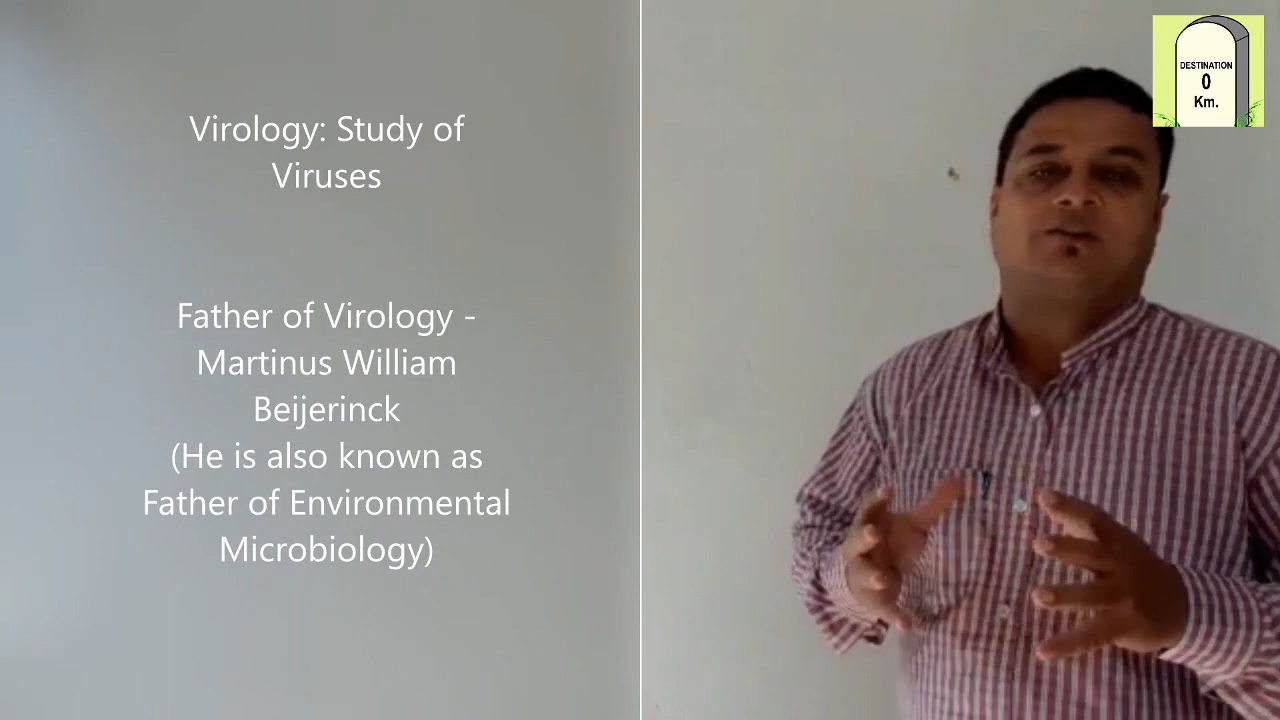 Virology: Study of
Viruses
Father of Virology -
Martinus William
Beijerinck
(He is also known as
Father of Environmental
Microbiology)
DESTINATION
0
Km.